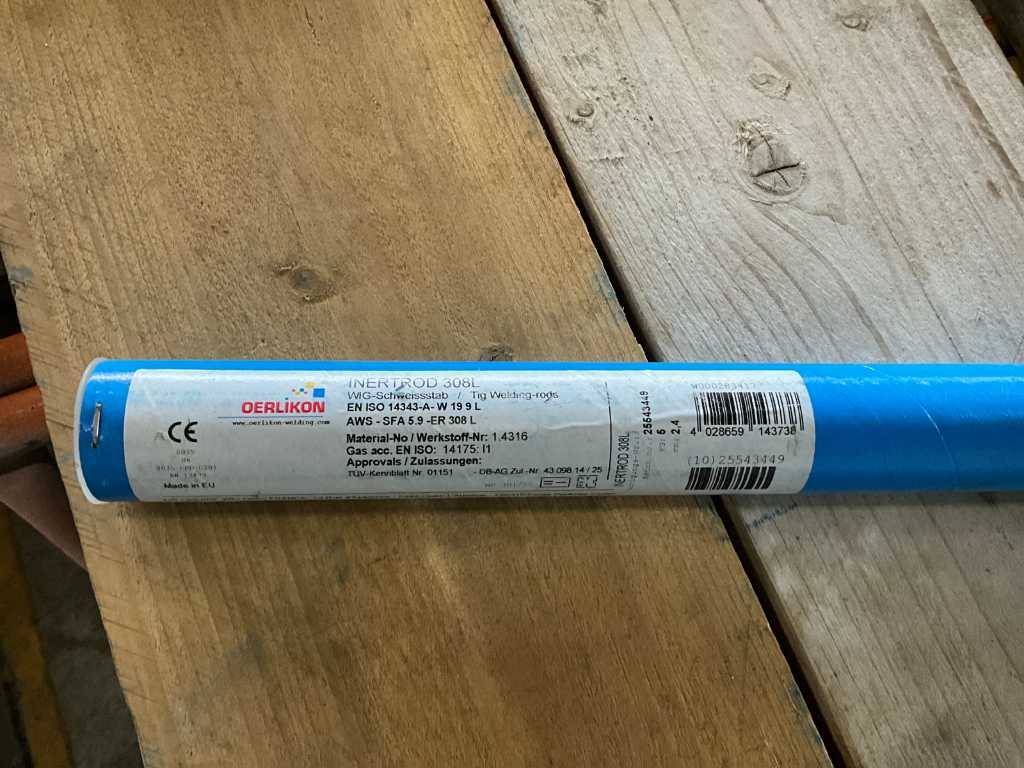 OERLIKON
www.oerlikon-welding.com
CE
0035
Made in EU
INERTROD 308L
WIG-Schweissstab / Tig Welding-rods
EN ISO 14343-A- W 19 9 L
AWS - SFA 5.9 -ER 308 L
Material-No / Werkstoff-Nr: 1.4316
Gas acc. EN ISO: 14175: I1
Approvals / Zulassungen:
TÜV-Kennblatt Nr 01151 - DB-AG Zul.-Nr. 43.098.14 / 25
INERTROD 308L
25543449
5
2,4
4 028659 143738
(10)25543449